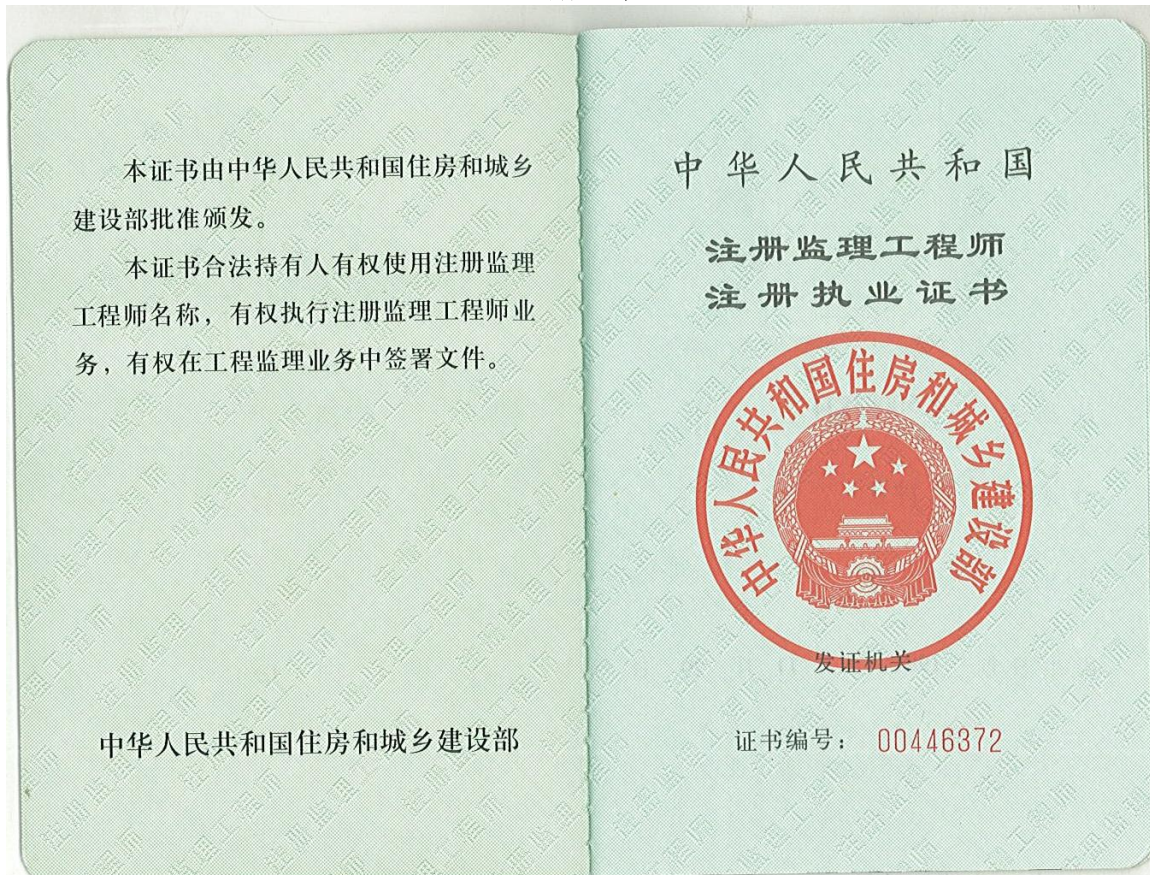 本证书由中华人民共和国住房和城乡
建设部批准颁发。
本证书合法持有人有权使用注册监理
工程师名称，有权执行注册监理工程师业
务，有权在工程监理业务中签署文件。
中华人民共和国住房和城乡建设部
中华人民共和国
注册监理工程师
注册执业证书
中华人民共和国住房和城乡建设部
发证机关
证书编号： 00446372